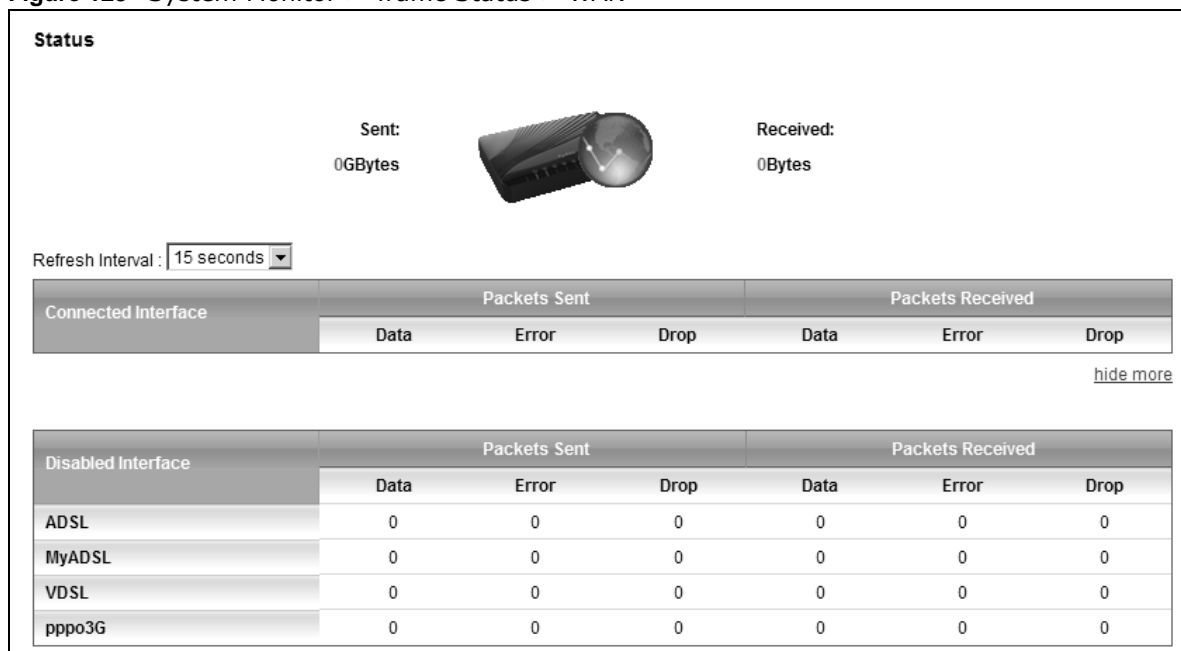 Status
Sent:
Received:
0GBytes
0Bytes
Refresh Interval : 15 seconds
Connected Interface Packets Sent Packets Received
Data Error Drop Data Error Drop
hide more
Disabled Interface Packets Sent Packets Received
Data Error Drop Data Error Drop
ADSL 0 0 0 0 0 0
MyADSL 0 0 0 0 0 0
VDSL 0 0 0 0 0 0
pppo3G 0 0 0 0 0 0